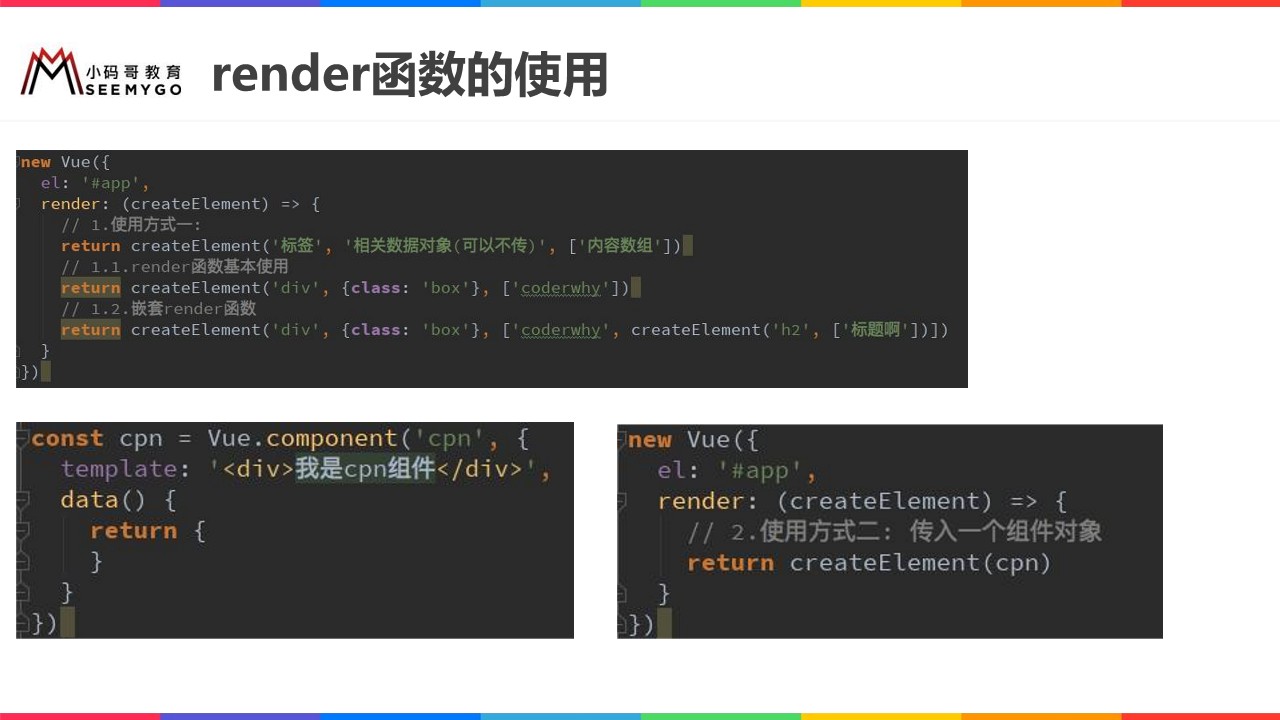 小码哥教育
SEEMYGO
render函数的使用
new Vue({
  el: '#app',
  render: (createElement) => {
    // 1.使用方式一:
    return createElement('标签', '相关数据对象(可以不传)', ['内容数组'])
    // 1.1.render函数基本使用
    return createElement('div', {class: 'box'}, ['coderwhy'])
    // 1.2.嵌套render函数
    return createElement('div', {class: 'box'}, ['coderwhy', createElement('h2', ['标题啊'])])
  }
})
const cpn = Vue.component('cpn', {
  template: '<div>我是cpn组件</div>',
  data() {
    return {
    }
  }
})
new Vue({
  el: '#app',
  render: (createElement) => {
    // 2.使用方式二: 传入一个组件对象
    return createElement(cpn)
  }
})